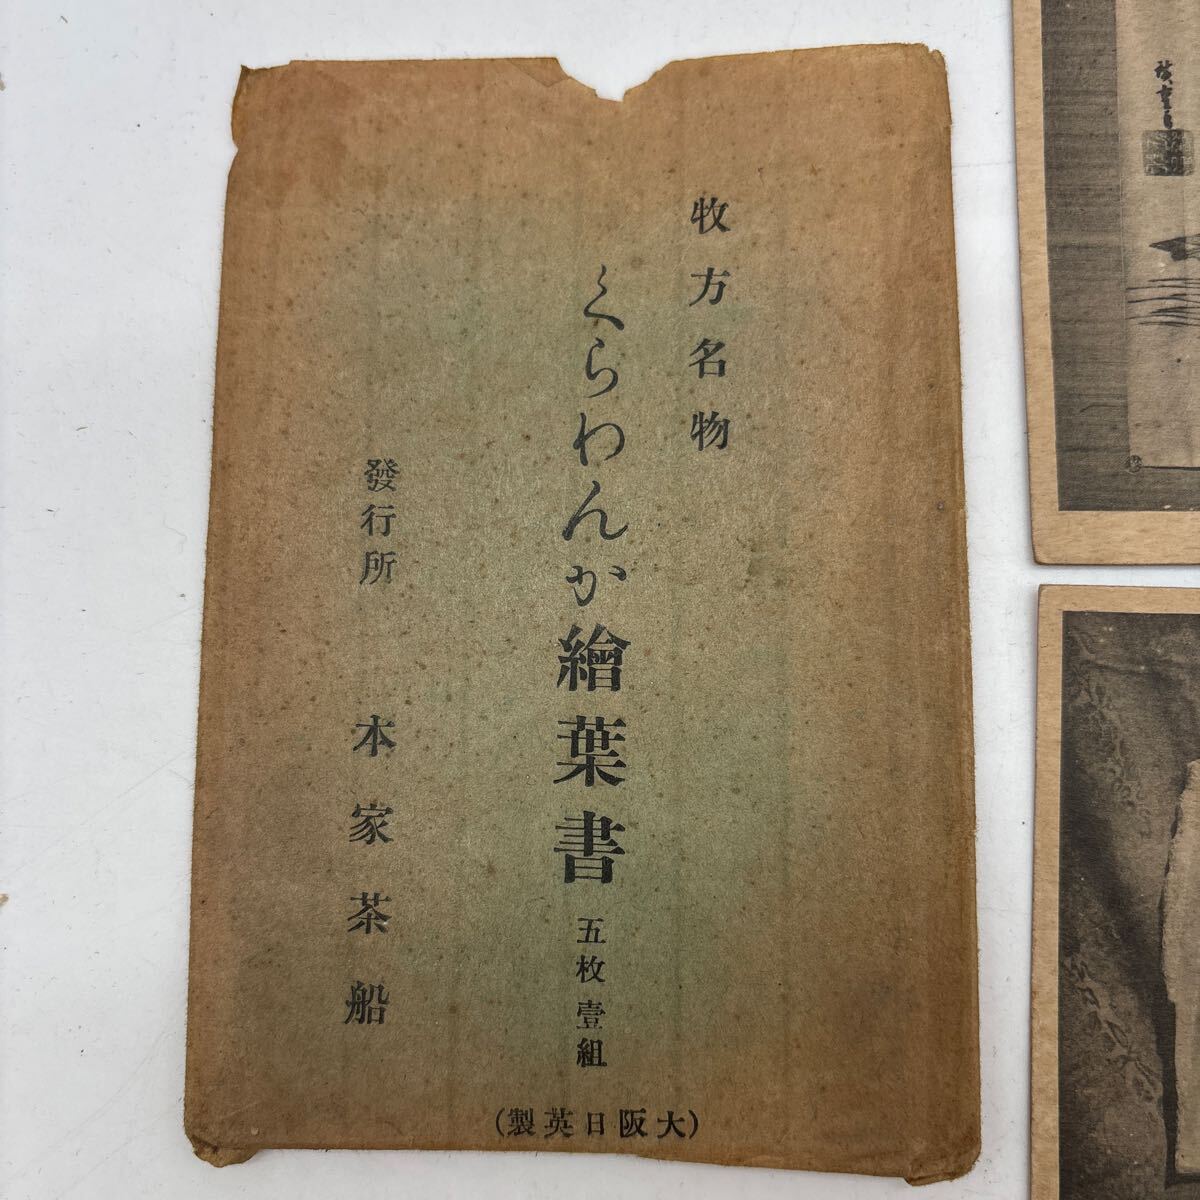 牧方名物
くらわんか繪葉書 五枚壹組
發行所 本家茶船
(大阪日英製)